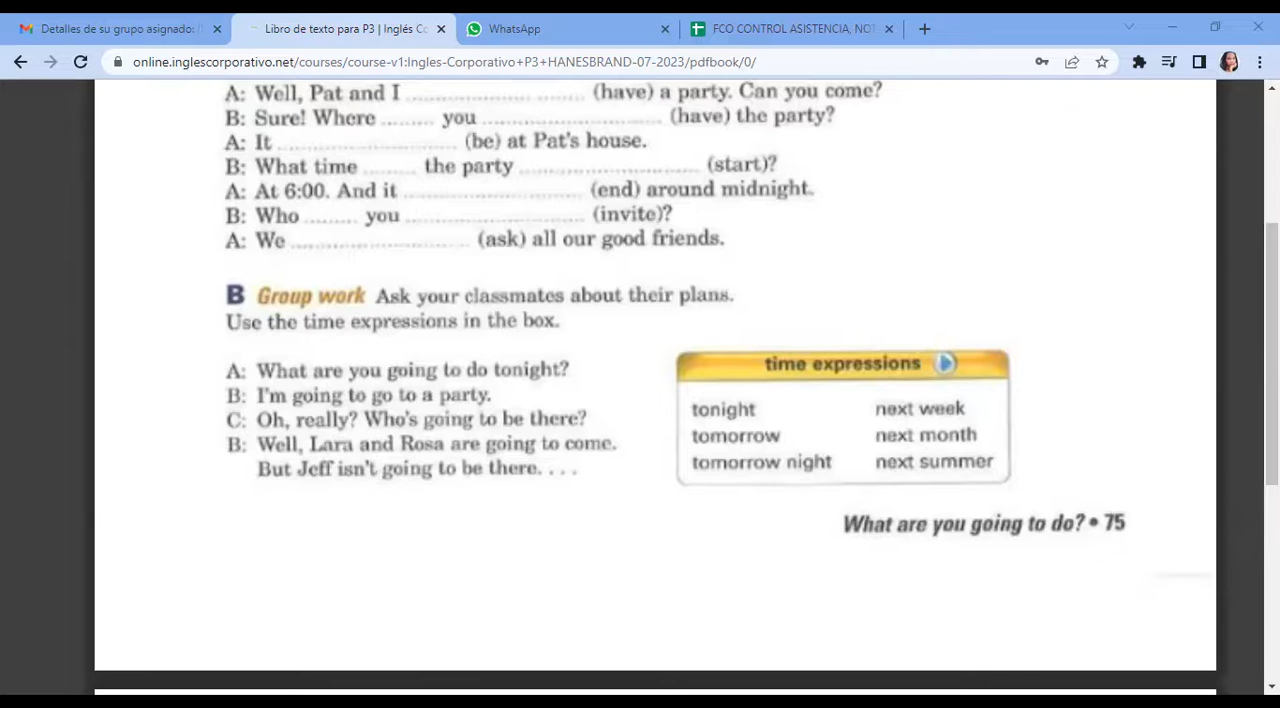 Detalles de su grupo asignado:
Libro de texto para P3 | Inglés Co
WhatsApp
FCO CONTROL ASISTENCIA, NOT
online.inglescorporativo.net/courses/course-v1:Ingles-Corporativo+P3+HANESBRAND-07-2023/pdfbook/0/
A: Well, Pat and I .................... (have) a party. Can you come?
B: Sure! Where ........ you .................... (have) the party?
A: It .................... (be) at Pat's house.
B: What time ........ the party .................... (start)?
A: At 6:00. And it .................... (end) around midnight.
B: Who ........ you .................... (invite)?
A: We .................... (ask) all our good friends.
B Group work Ask your classmates about their plans.
Use the time expressions in the box.
A: What are you going to do tonight?
B: I'm going to go to a party.
C: Oh, really? Who's going to be there?
B: Well, Lara and Rosa are going to come.
But Jeff isn't going to be there. . . .
time expressions
tonight next week
tomorrow next month
tomorrow night next summer
What are you going to do? • 75